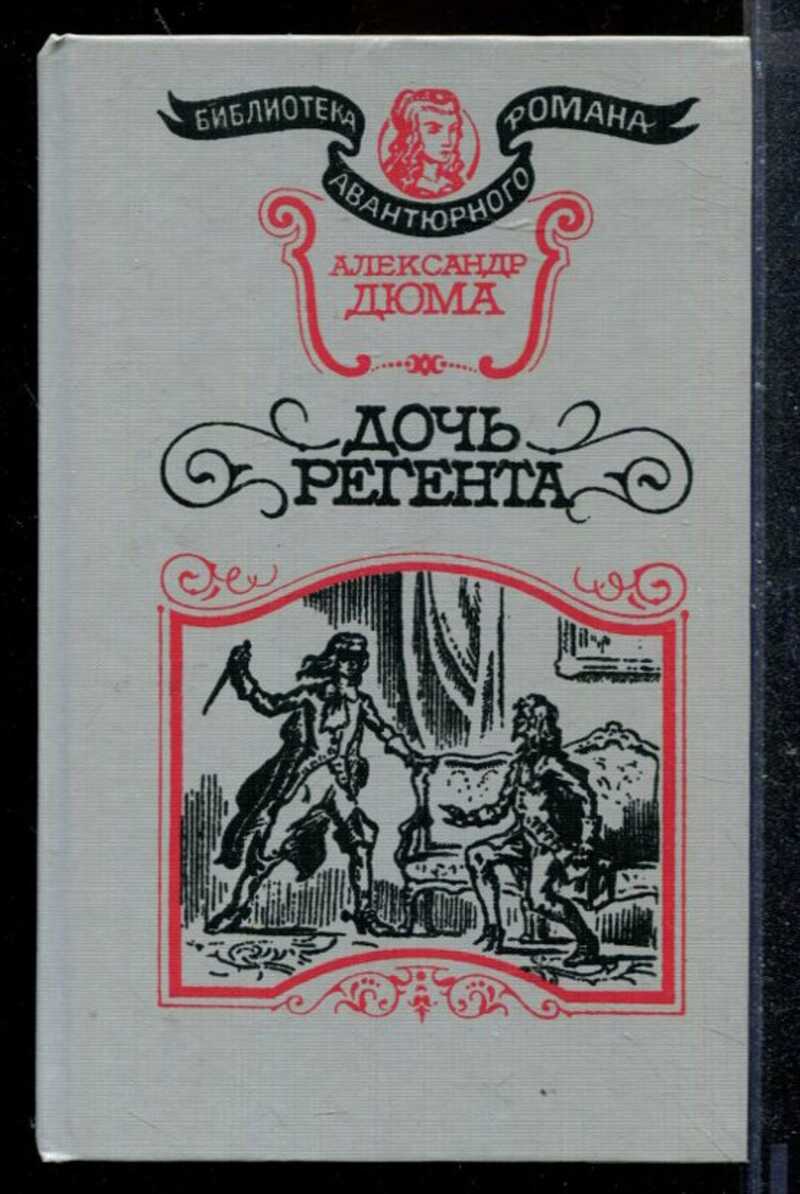 БИБЛИОТЕКА
АВАНТЮРНОГО
РОМАНА
АЛЕКСАНДР
ДЮМА
ДОЧЬ
РЕГЕНТА